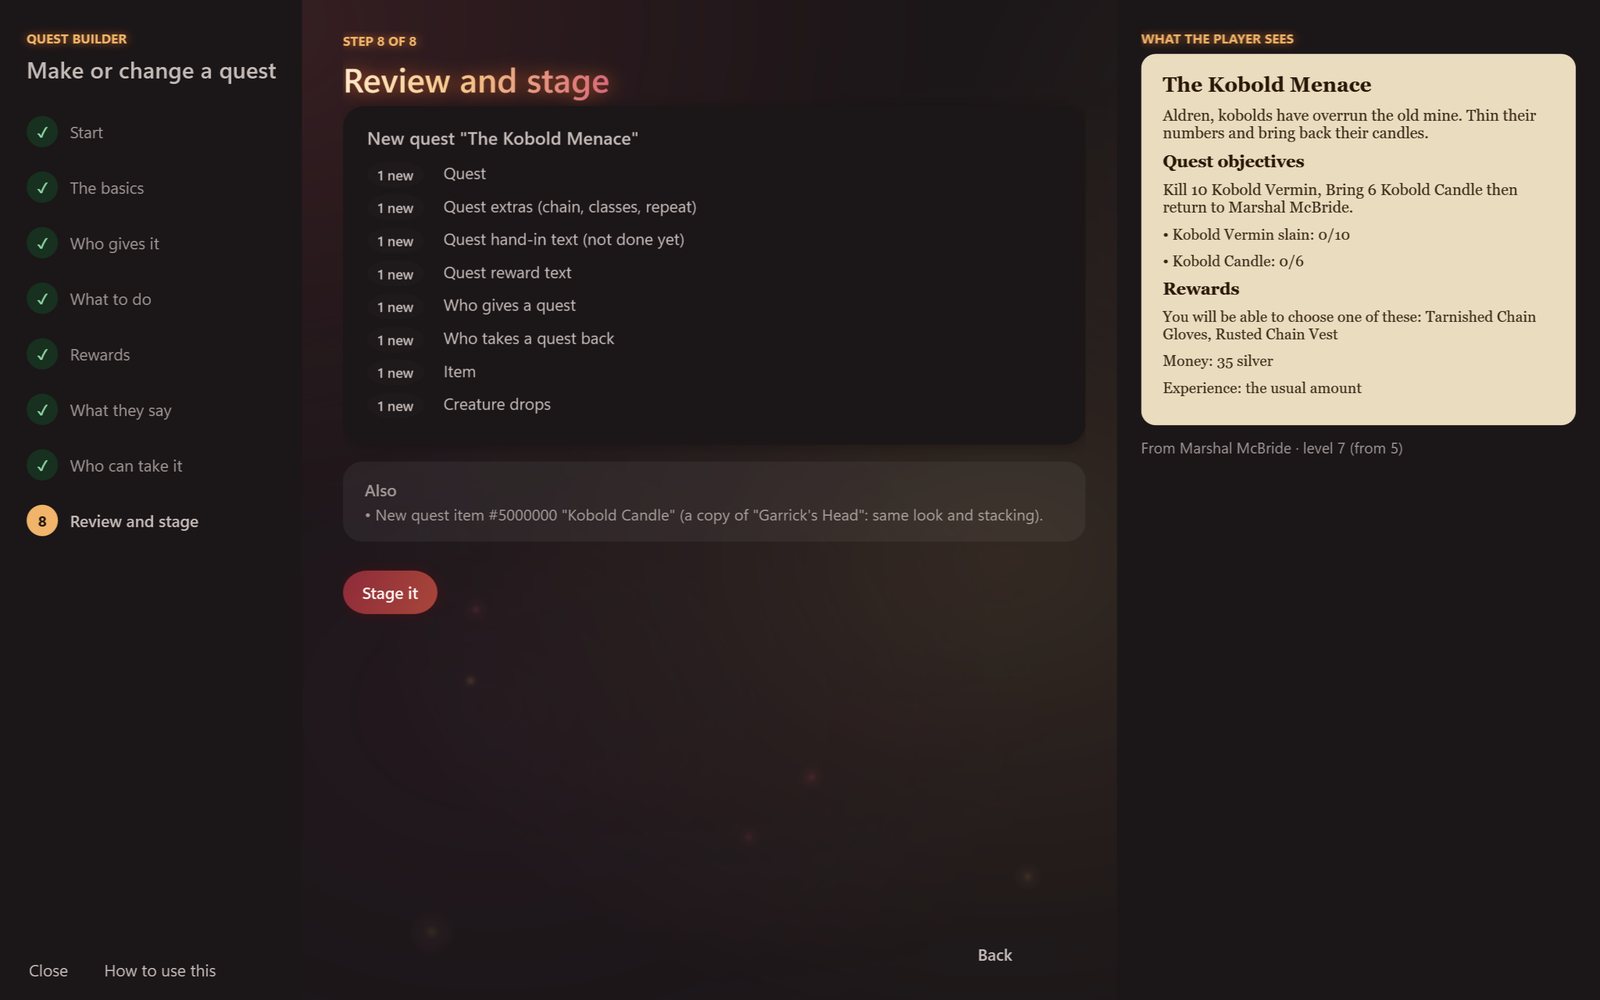 QUEST BUILDER
Make or change a quest
✓ Start
✓ The basics
✓ Who gives it
✓ What to do
✓ Rewards
✓ What they say
✓ Who can take it
8 Review and stage
Close
How to use this
STEP 8 OF 8
Review and stage
New quest "The Kobold Menace"
1 new Quest
1 new Quest extras (chain, classes, repeat)
1 new Quest hand-in text (not done yet)
1 new Quest reward text
1 new Who gives a quest
1 new Who takes a quest back
1 new Item
1 new Creature drops
Also
• New quest item #5000000 "Kobold Candle" (a copy of "Garrick's Head": same look and stacking).
Stage it
Back
WHAT THE PLAYER SEES
The Kobold Menace
Aldren, kobolds have overrun the old mine. Thin their
numbers and bring back their candles.
Quest objectives
Kill 10 Kobold Vermin, Bring 6 Kobold Candle then
return to Marshal McBride.
• Kobold Vermin slain: 0/10
• Kobold Candle: 0/6
Rewards
You will be able to choose one of these: Tarnished Chain
Gloves, Rusted Chain Vest
Money: 35 silver
Experience: the usual amount
From Marshal McBride · level 7 (from 5)